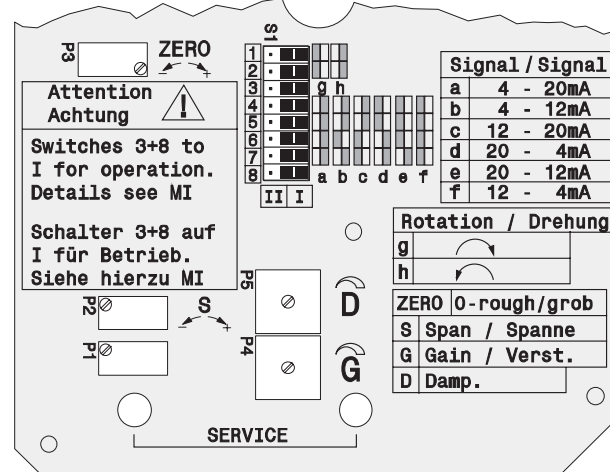 P3
ZERO
- +
S1
1
2
3
4
5
6
7
8
g h
a b c d e f
II I
Attention
Achtung
!
Switches 3+8 to
I for operation.
Details see MI
Schalter 3+8 auf
I für Betrieb.
Siehe hierzu MI
Signal / Signal
a 4 - 20mA
b 4 - 12mA
c 12 - 20mA
d 20 - 4mA
e 20 - 12mA
f 12 - 4mA
Rotation / Drehung
g
h
ZERO 0-rough/grob
S Span / Spanne
G Gain / Verst.
D Damp.
P2
S
- +
P1
P5
D
P4
G
SERVICE